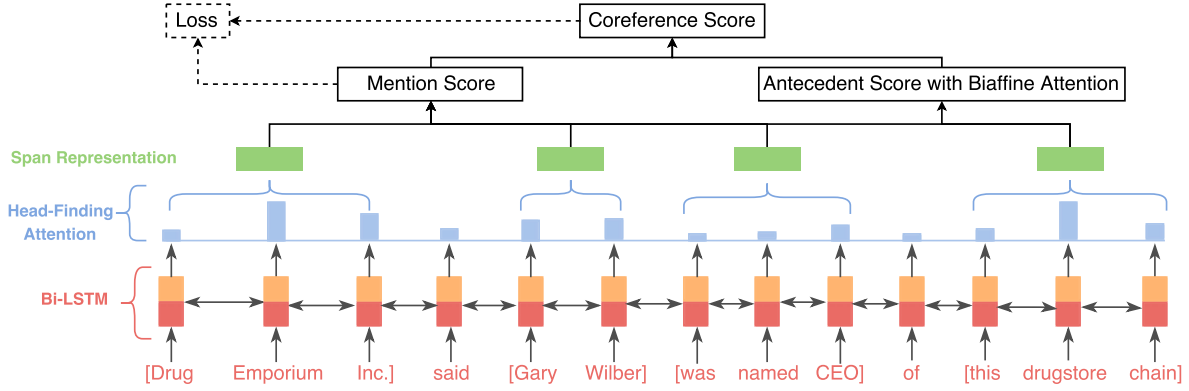 Loss
Coreference Score
Mention Score
Antecedent Score with Biaffine Attention
Span Representation
Head-Finding
Attention
Bi-LSTM
[Drug Emporium Inc.] said [Gary Wilber] [was named CEO] of [this drugstore chain]